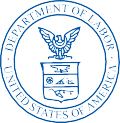 DEPARTMENT OF LABOR
UNITED STATES OF AMERICA